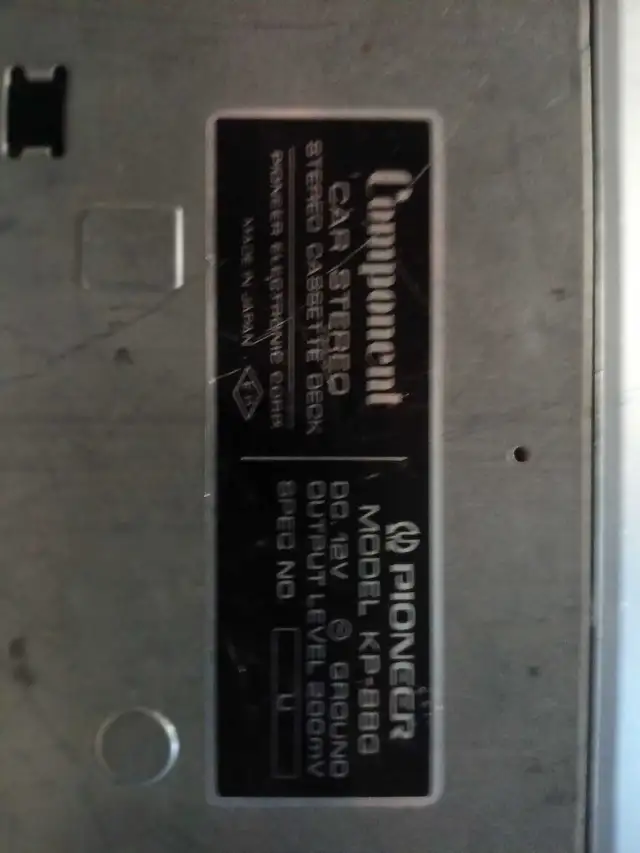 Component
CAR STEREO
STEREO CASSETTE DECK
PIONEER ELECTRONIC CORP.
MADE IN JAPAN
PIONEER
MODEL KP-88G
DC. 12V ⊖ GROUND
OUTPUT LEVEL 500mV
SPEC NO. U